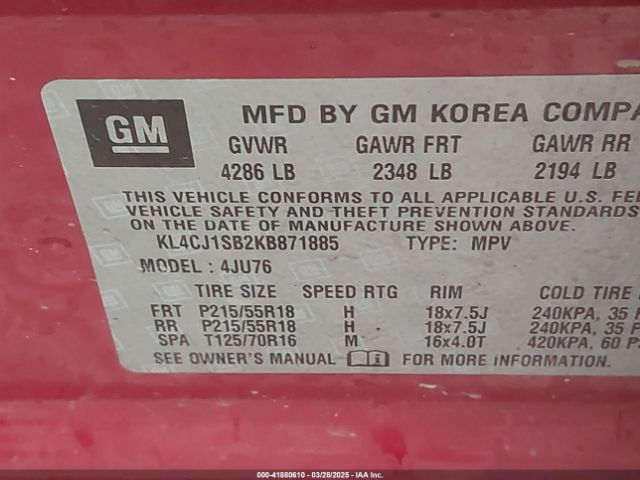 GM
MFD BY GM KOREA COMPA
GVWR GAWR FRT GAWR RR
4286 LB 2348 LB 2194 LB
THIS VEHICLE CONFORMS TO ALL APPLICABLE U.S. FE
VEHICLE SAFETY AND THEFT PREVENTION STANDARDS
ON THE DATE OF MANUFACTURE SHOWN ABOVE.
KL4CJ1SB2KB871885 TYPE: MPV
MODEL: 4JU76
TIRE SIZE SPEED RTG RIM COLD TIRE
FRT P215/55R18 H 18x7.5J 240KPA, 35
RR P215/55R18 H 18x7.5J 240KPA, 35
SPA T125/70R16 M 16x4.0T 420KPA, 60 P
SEE OWNER'S MANUAL FOR MORE INFORMATION.
000-41880610 - 03/28/2025 - IAA Inc.